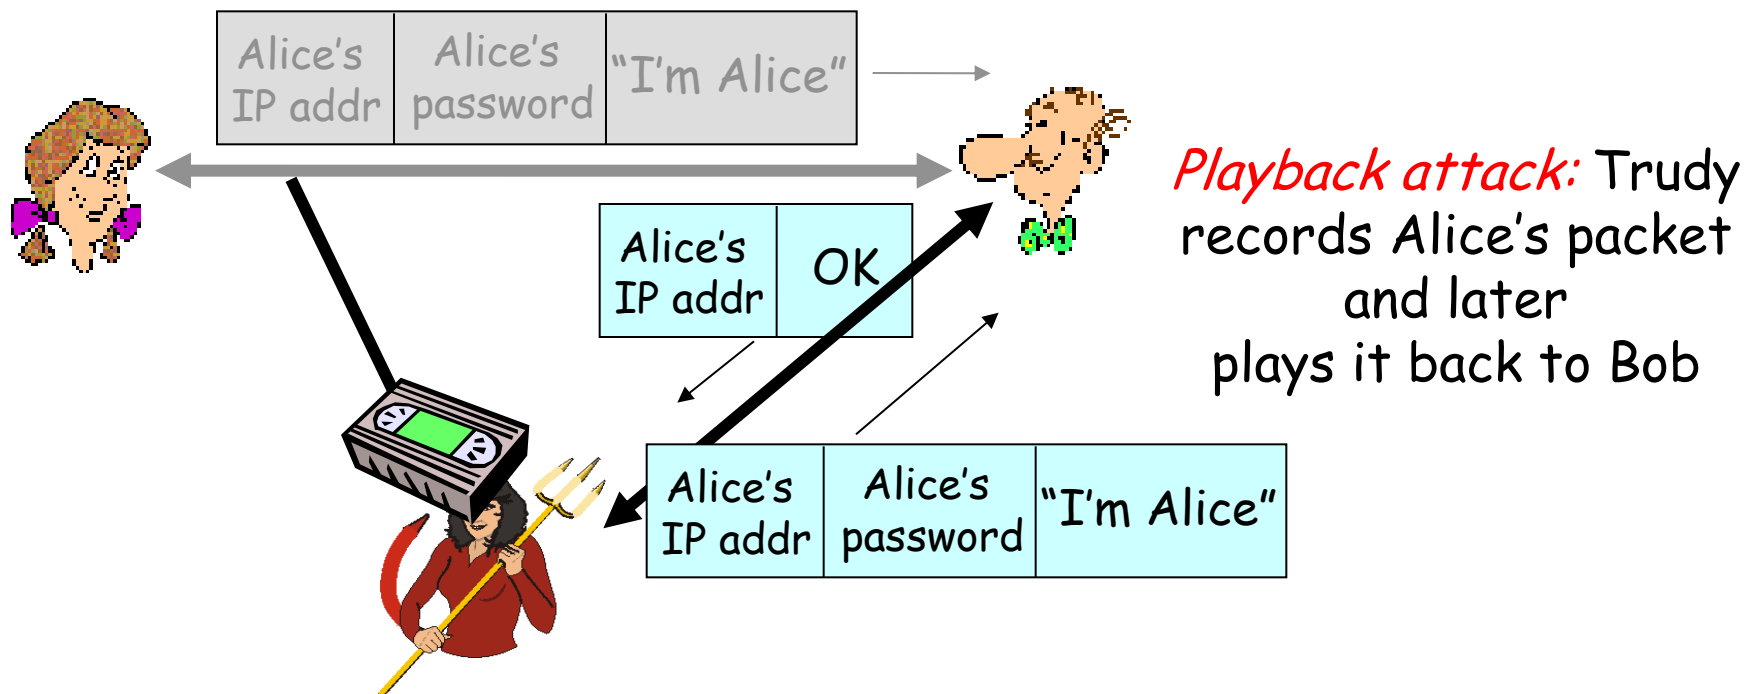 Alice’s
IP addr
Alice’s
password
“I’m Alice”
Playback attack: Trudy
records Alice’s packet
and later
plays it back to Bob
Alice’s
IP addr
OK
Alice’s
IP addr
Alice’s
password
“I’m Alice”